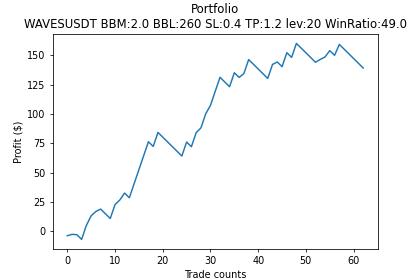 Portfolio
WAVESUSDT BBM:2.0 BBL:260 SL:0.4 TP:1.2 lev:20 WinRatio:49.0
Profit ($)
150
125
100
75
50
25
0
0 10 20 30 40 50 60
Trade counts